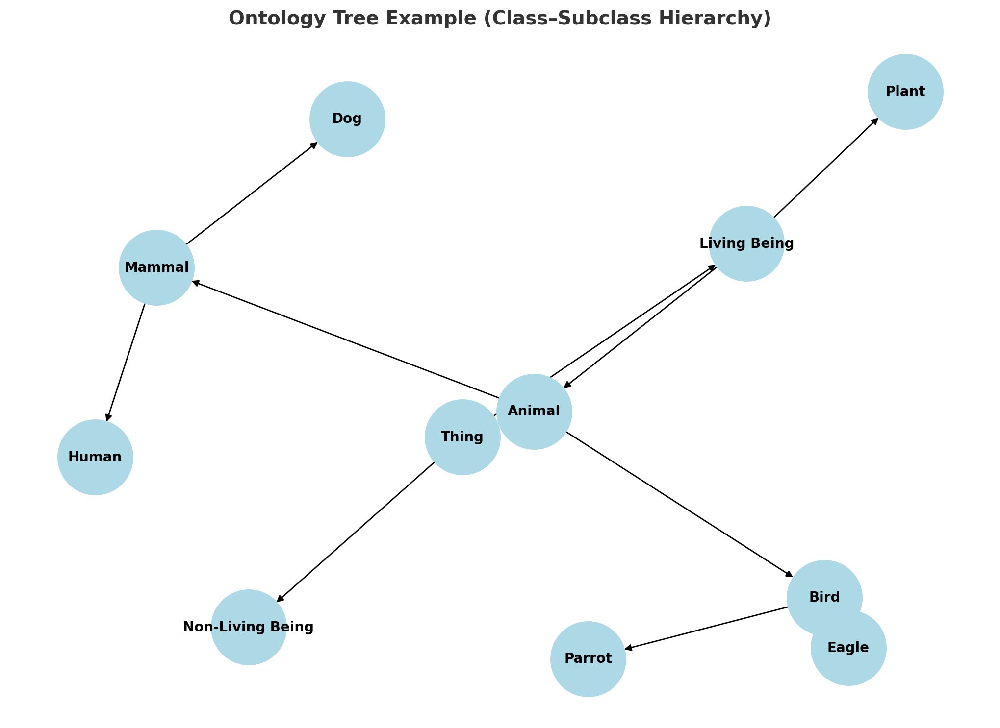 Ontology Tree Example (Class–Subclass Hierarchy)
Plant
Dog
Living Being
Mammal
Animal
Thing
Human
Bird
Non-Living Being
Eagle
Parrot